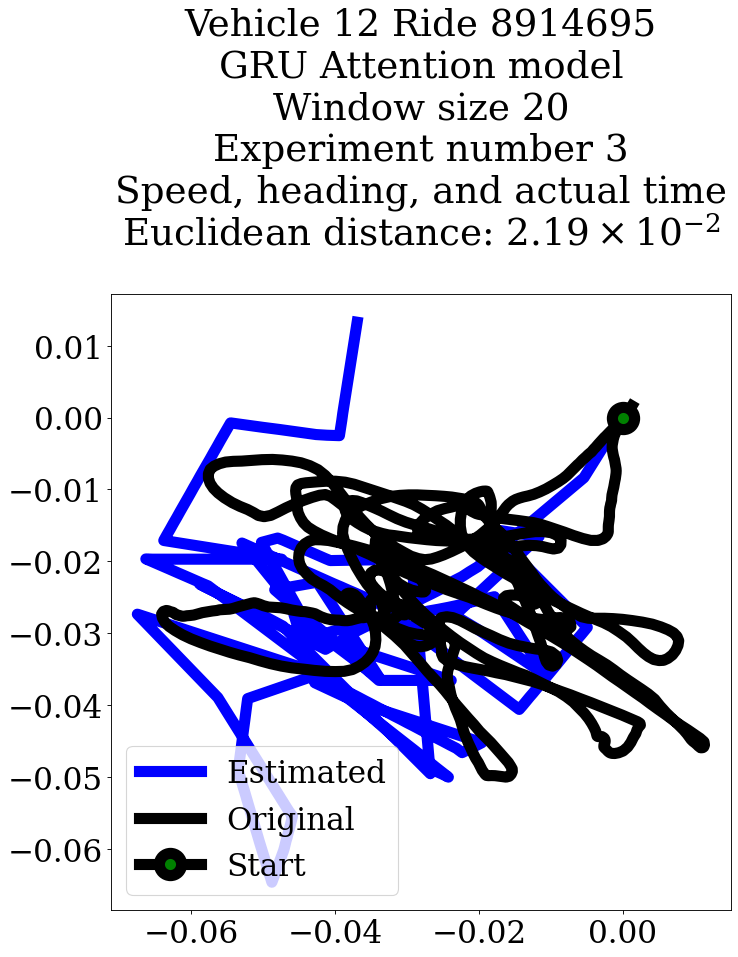 Vehicle 12 Ride 8914695
GRU Attention model
Window size 20
Experiment number 3
Speed, heading, and actual time
Euclidean distance: 2.19 × 10⁻²
0.01
0.00
−0.01
−0.02
−0.03
−0.04
−0.05
−0.06
Estimated
Original
Start
−0.06 −0.04 −0.02 0.00